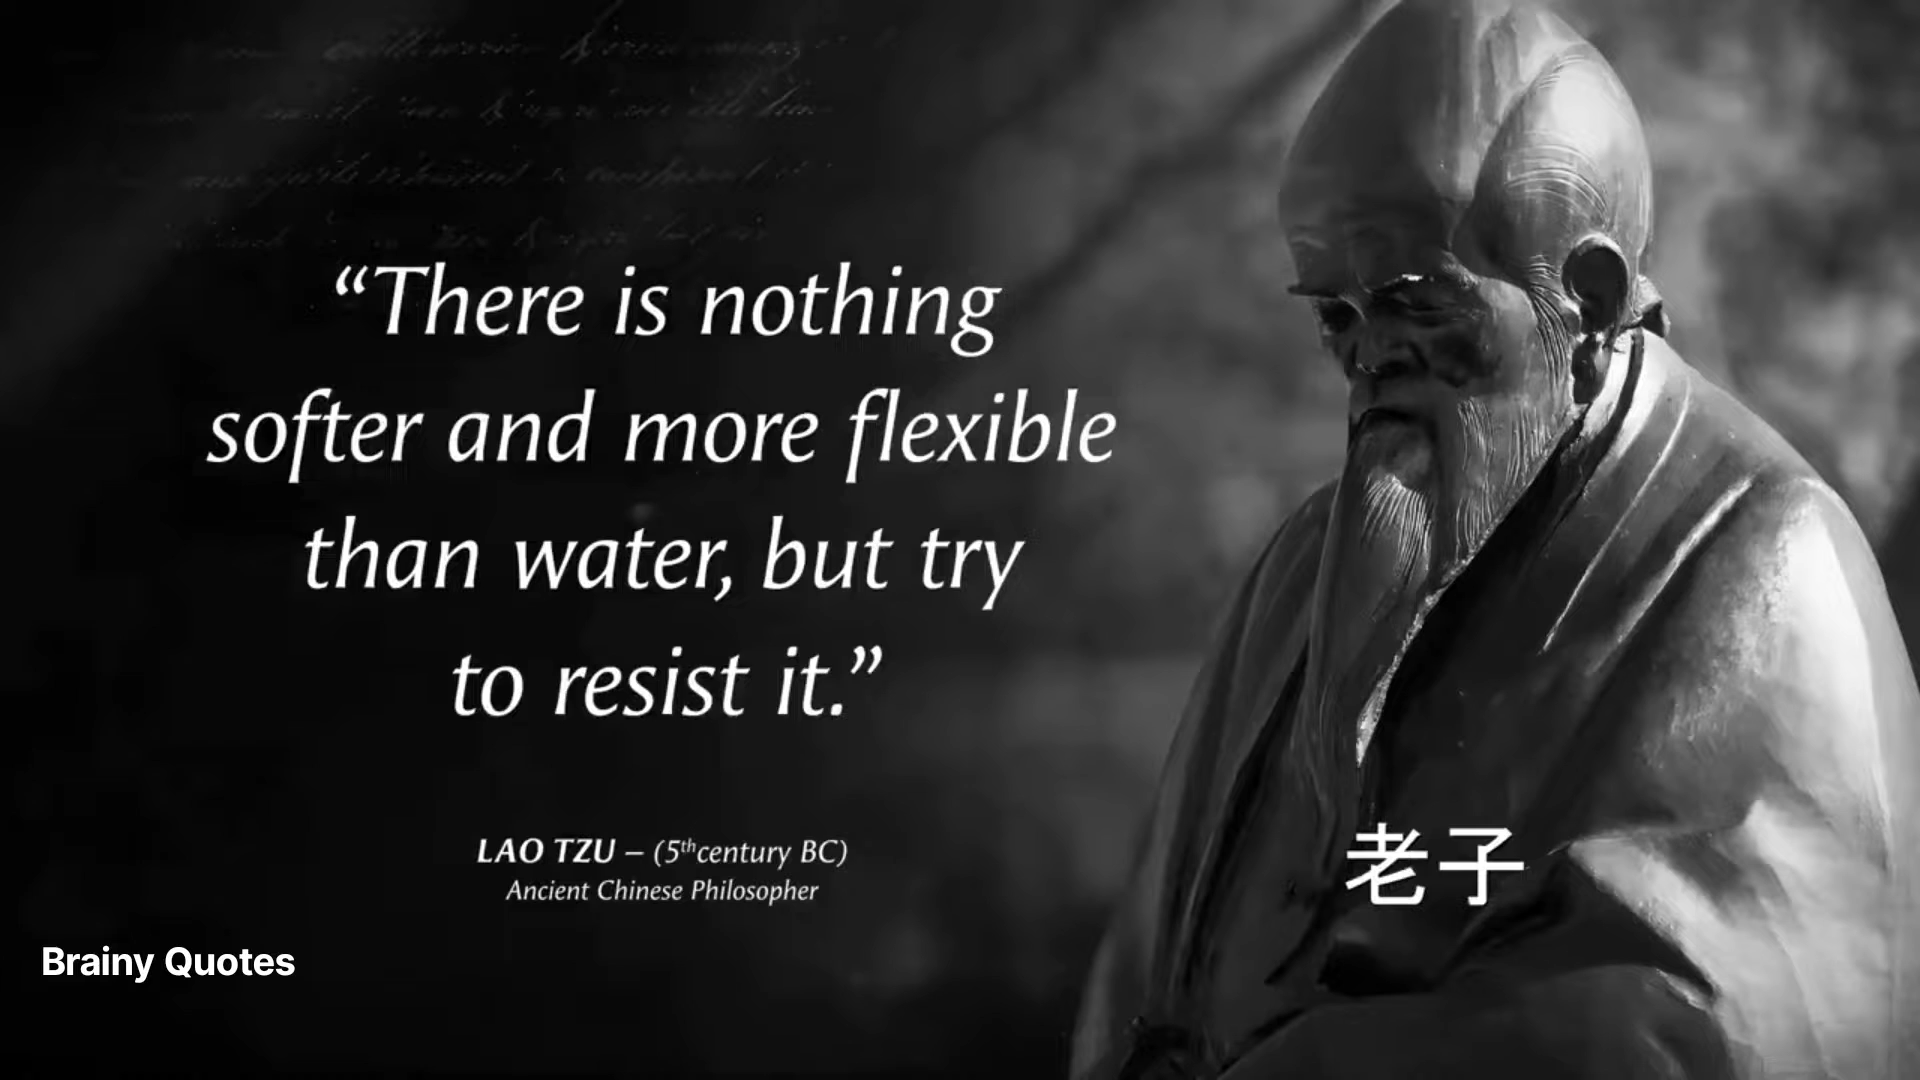 “There is nothing
softer and more flexible
than water, but try
to resist it.”
LAO TZU – (5thcentury BC)
Ancient Chinese Philosopher
老子
Brainy Quotes